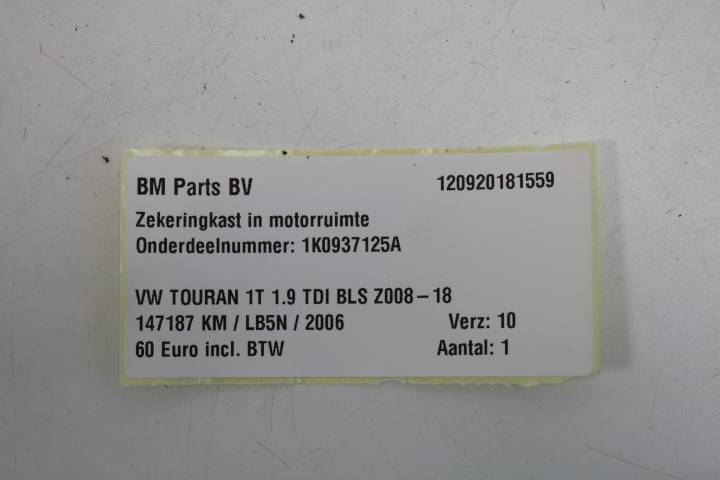 BM Parts BV 120920181559
Zekeringkast in motorruimte
Onderdeelnummer: 1K0937125A
VW TOURAN 1T 1.9 TDI BLS Z008-18
147187 KM / LB5N / 2006 Verz: 10
60 Euro incl. BTW Aantal: 1